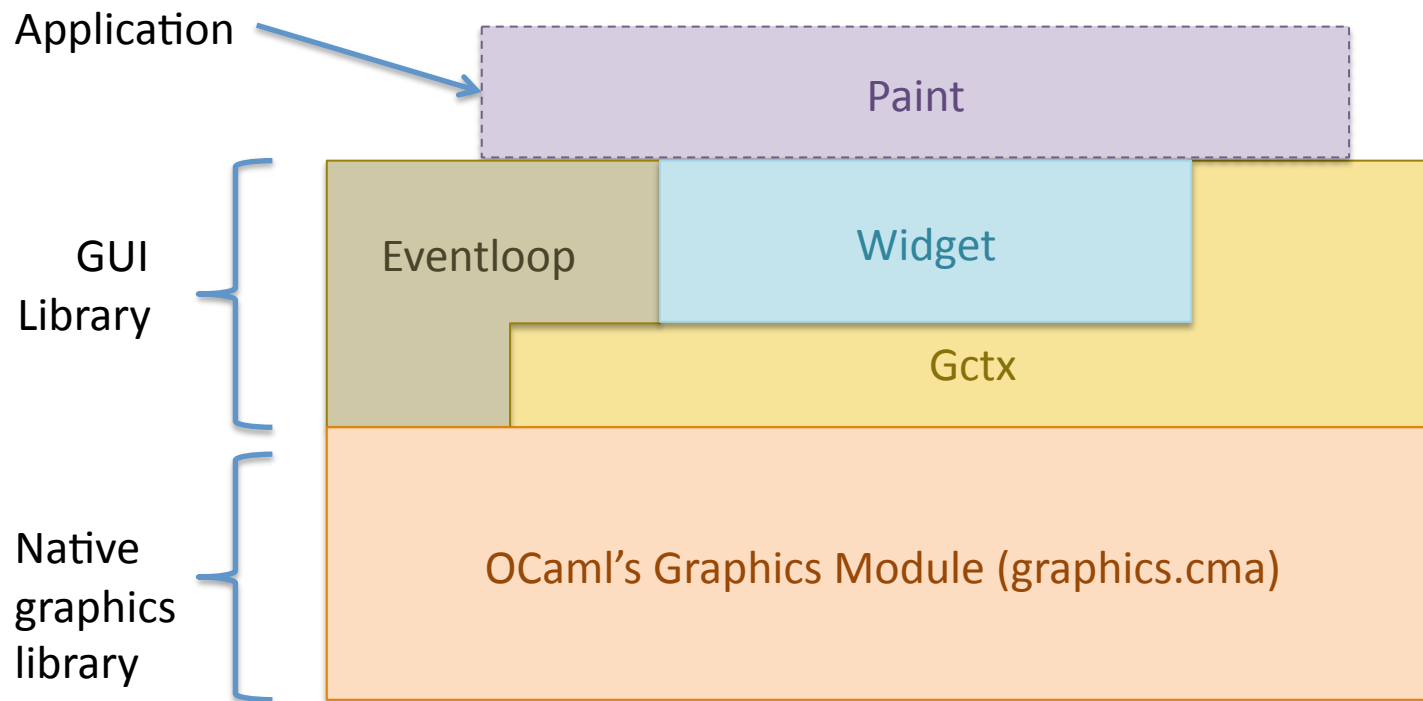 Application
Paint
GUI
Library
Eventloop
Widget
Gctx
Native
graphics
library
OCaml’s Graphics Module (graphics.cma)